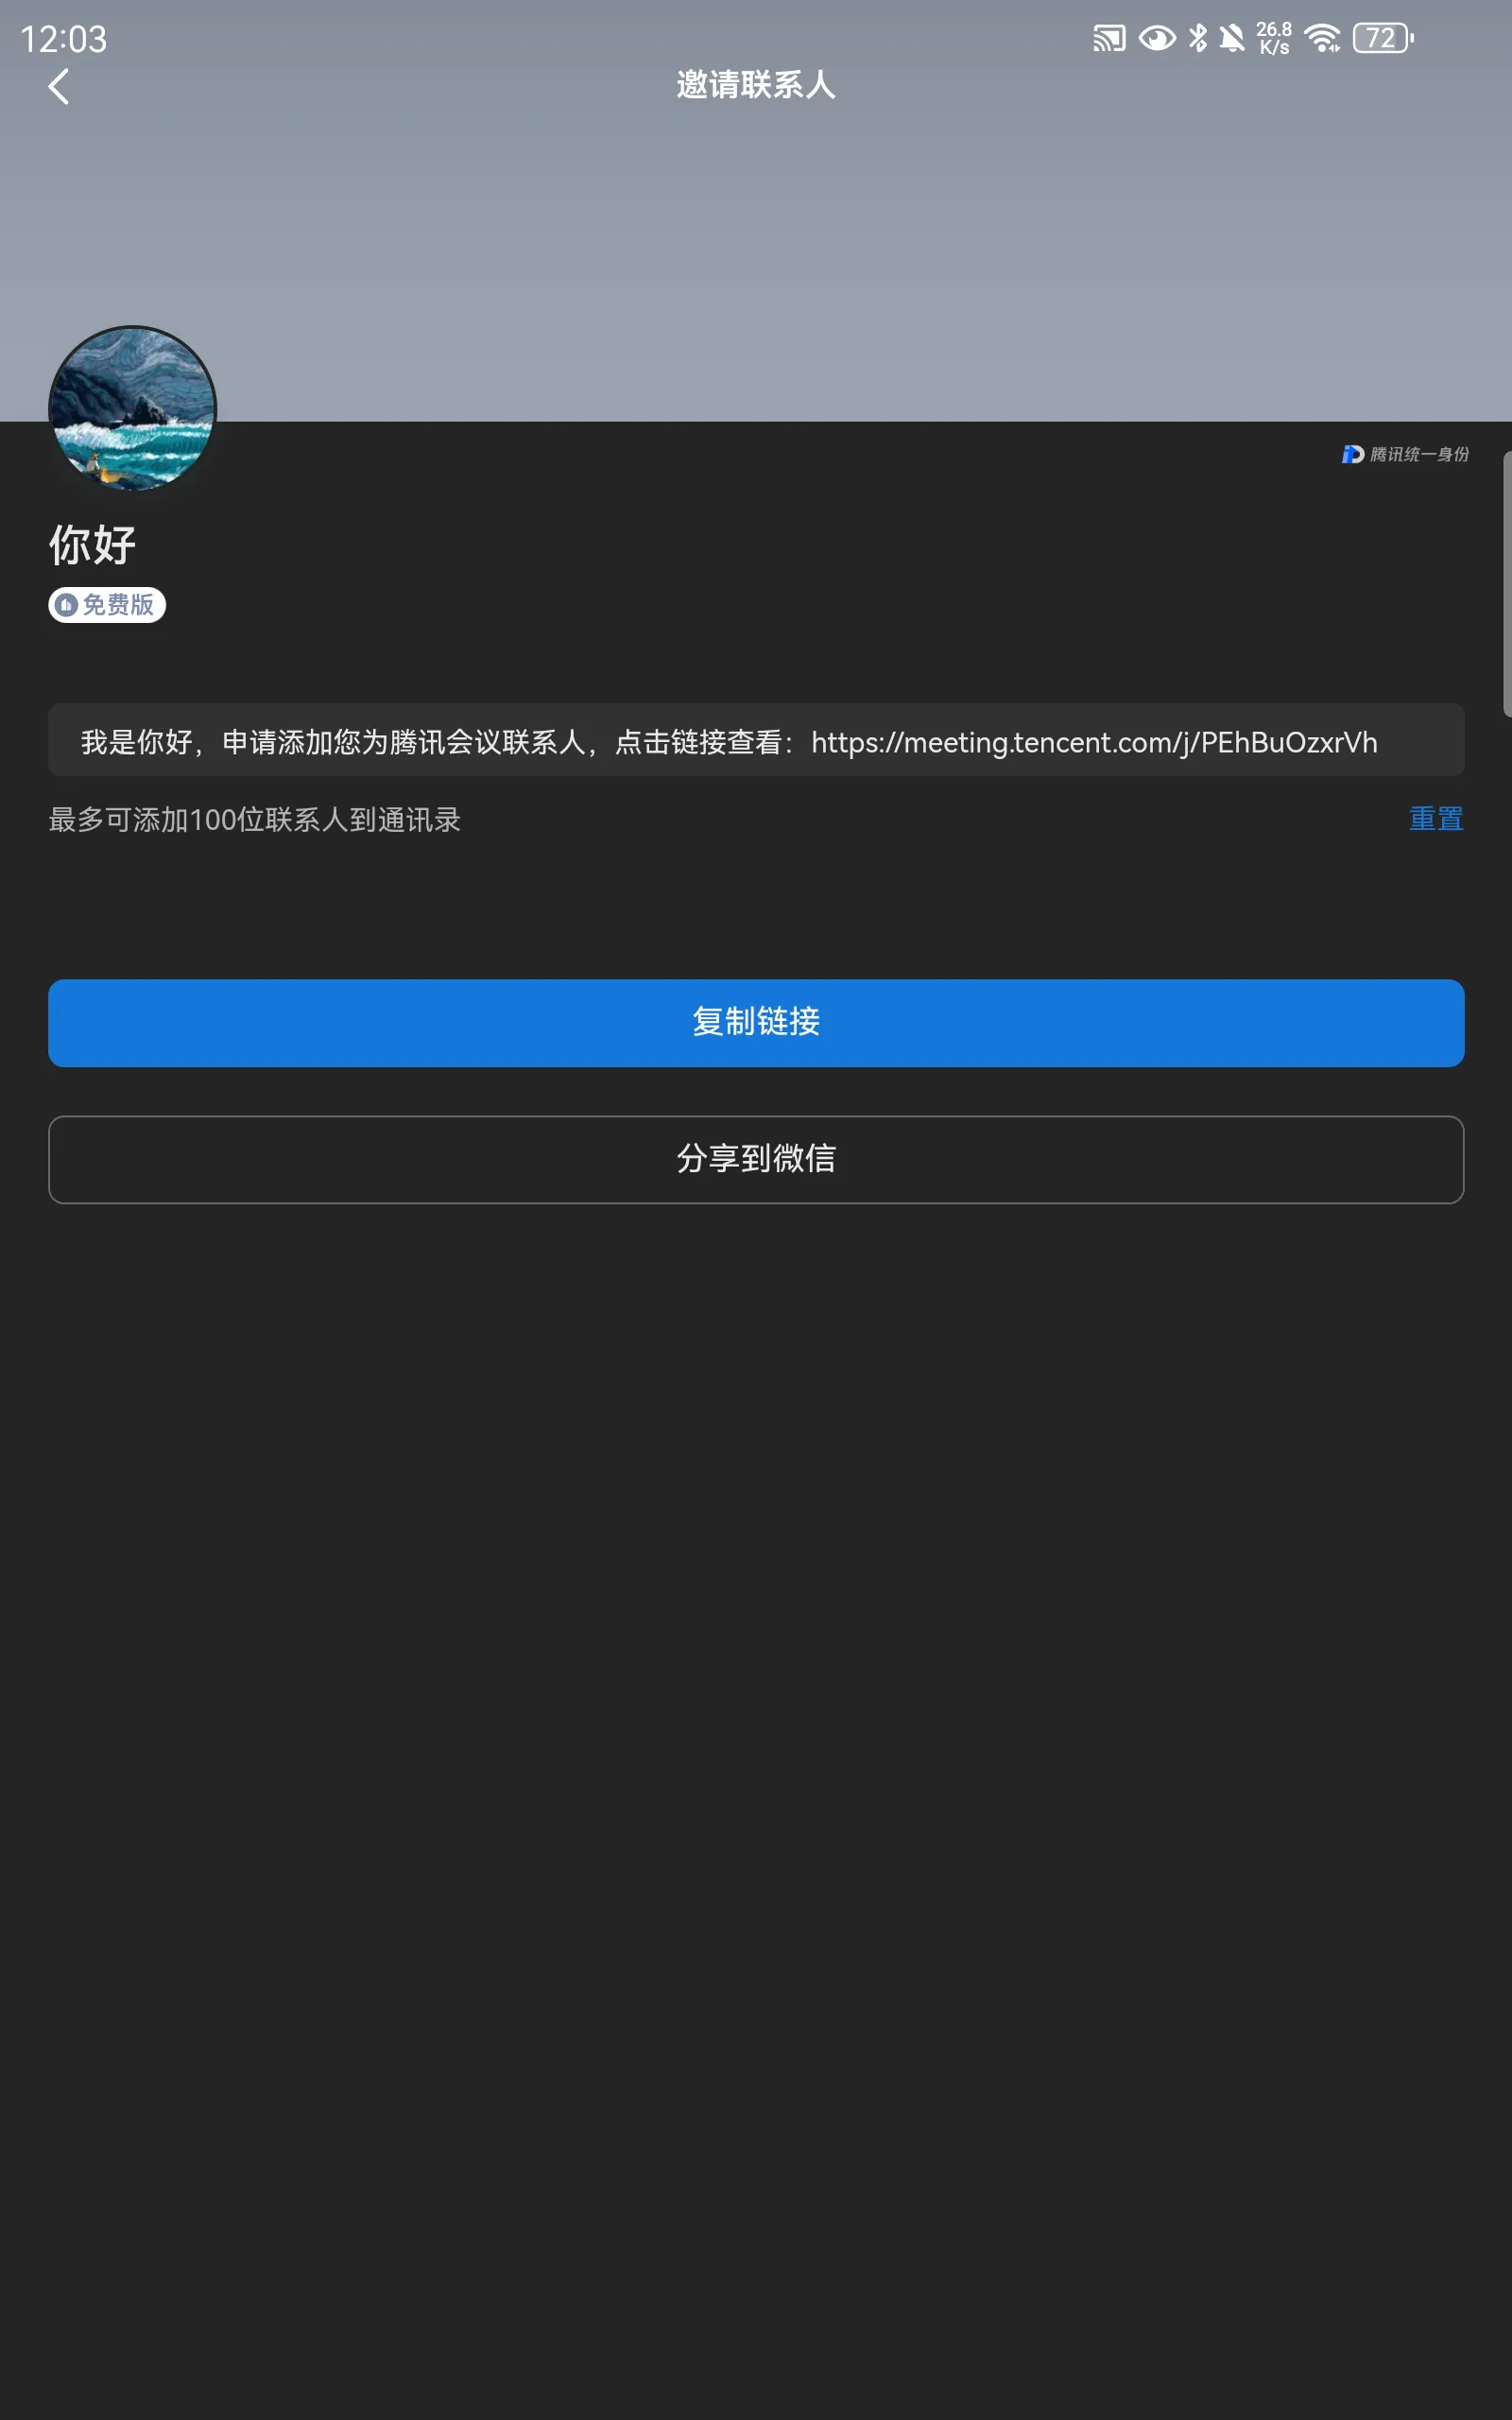 12:03
26.8
K/s
72
邀请联系人
腾讯统一身份
你好
免费版
我是你好，申请添加您为腾讯会议联系人，点击链接查看：https://meeting.tencent.com/j/PEhBuOzxrVh
最多可添加100位联系人到通讯录
重置
复制链接
分享到微信